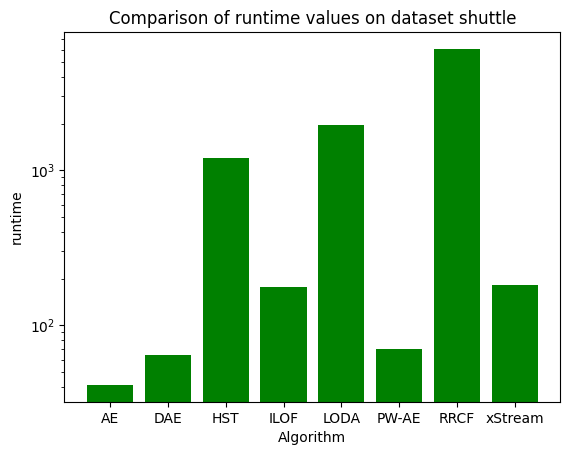 Comparison of runtime values on dataset shuttle
runtime
10³
10²
AE DAE HST ILOF LODA PW-AE RRCF xStream
Algorithm